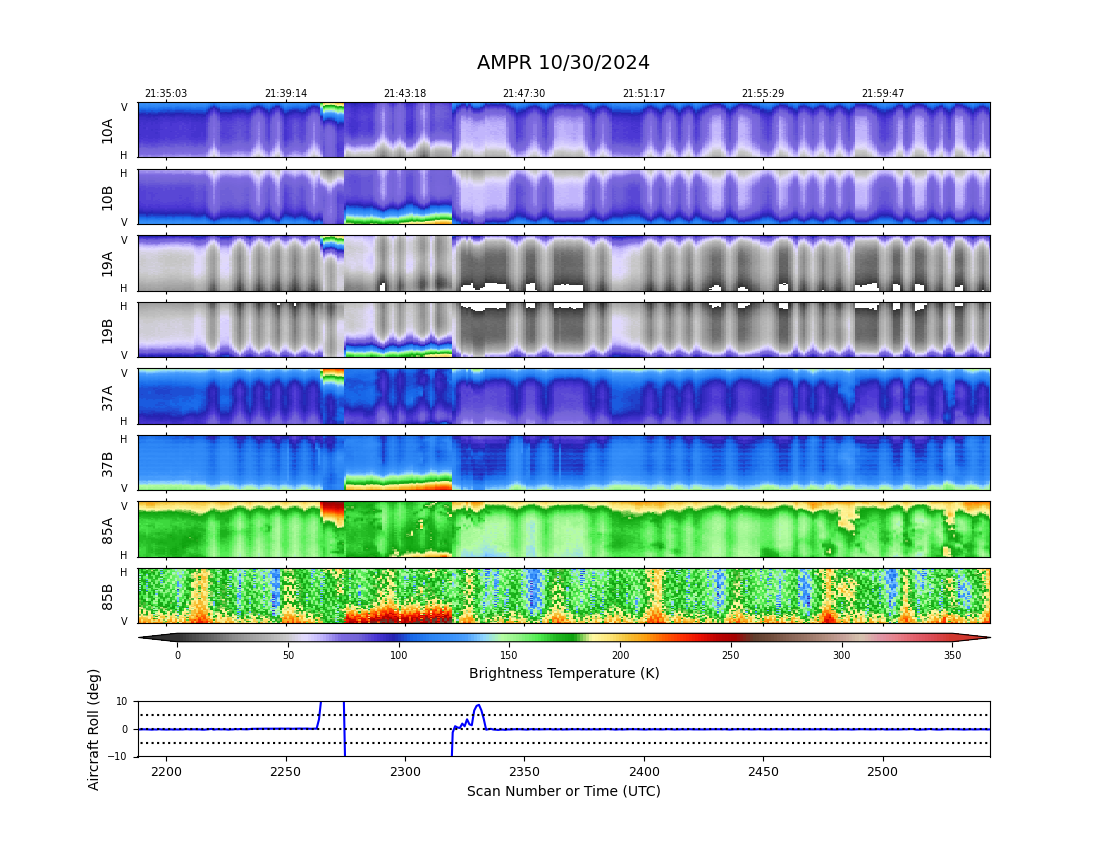 AMPR 10/30/2024
21:35:03 21:39:14 21:43:18 21:47:30 21:51:17 21:55:29 21:59:47
V
10A
H
H
10B
V
V
19A
H
H
19B
V
V
37A
H
H
37B
V
V
85A
H
H
85B
V
0 50 100 150 200 250 300 350
Brightness Temperature (K)
Aircraft Roll (deg)
10
0
−10
2200 2250 2300 2350 2400 2450 2500
Scan Number or Time (UTC)